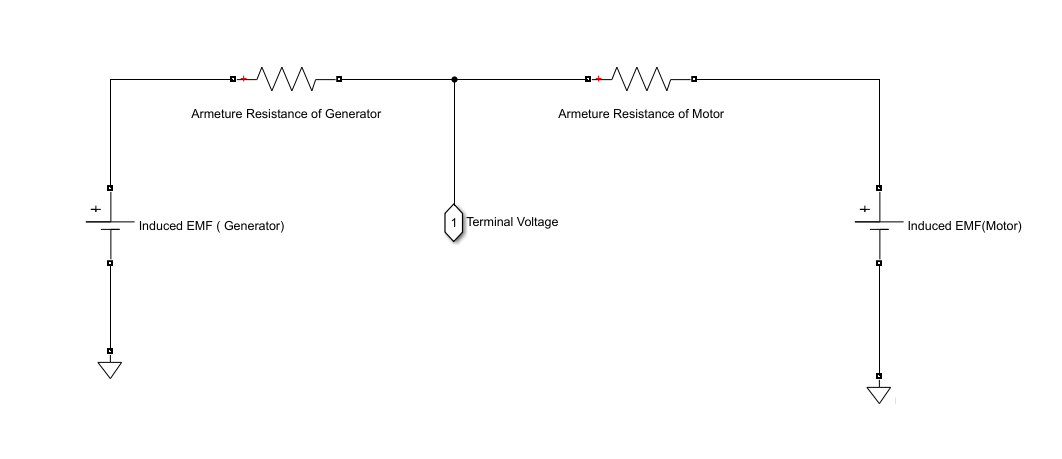 Armeture Resistance of Generator
Armeture Resistance of Motor
+
Induced EMF ( Generator)
1
Terminal Voltage
+
Induced EMF(Motor)